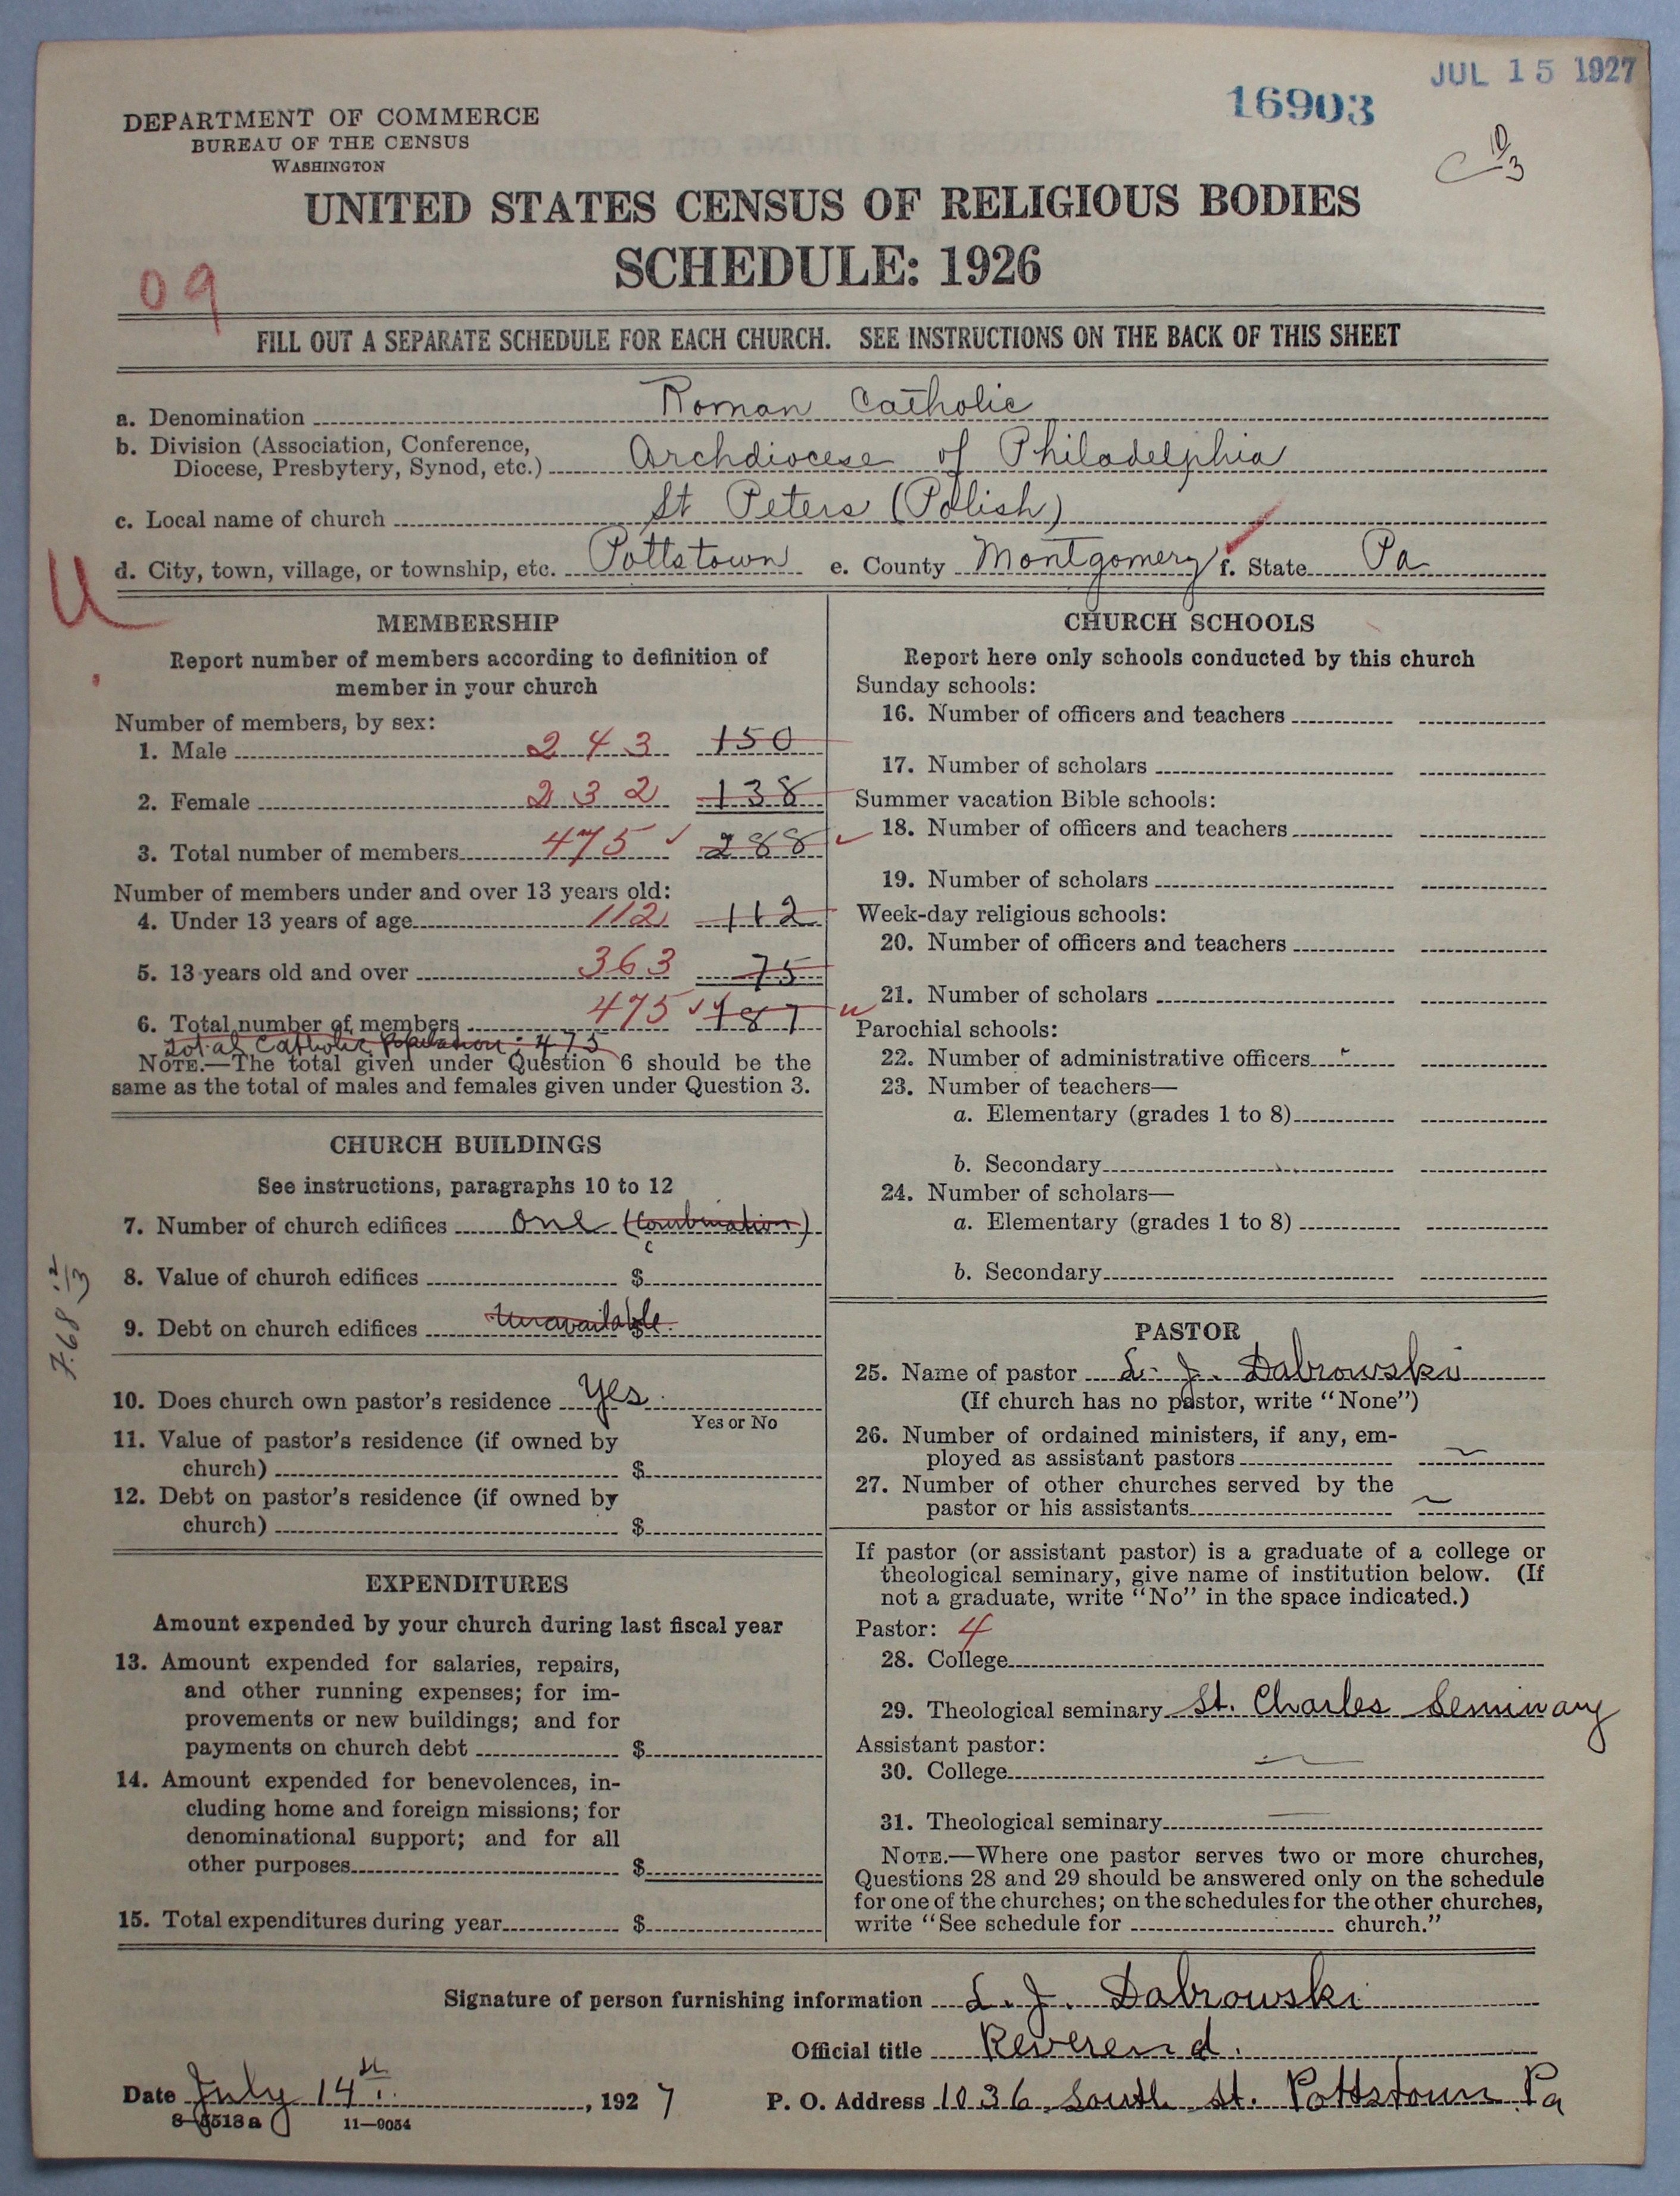 JUL 15 1927
16903
DEPARTMENT OF COMMERCE
BUREAU OF THE CENSUS
WASHINGTON
UNITED STATES CENSUS OF RELIGIOUS BODIES
SCHEDULE: 1926
09
FILL OUT A SEPARATE SCHEDULE FOR EACH CHURCH. SEE INSTRUCTIONS ON THE BACK OF THIS SHEET
a. Denomination Roman Catholic
b. Division (Association, Conference,
Diocese, Presbytery, Synod, etc.) Archdiocese of Philadelphia
c. Local name of church St Peters (Polish)
d. City, town, village, or township, etc. Pottstown e. County Montgomery f. State Pa
U
MEMBERSHIP
Report number of members according to definition of
member in your church
Number of members, by sex:
1. Male 243 150
2. Female 232 138
3. Total number of members 475 288
Number of members under and over 13 years old:
4. Under 13 years of age 112 112
5. 13 years old and over 363 75
6. Total number of members 475 187
Total Catholic Population: 475
NOTE.—The total given under Question 6 should be the
same as the total of males and females given under Question 3.
CHURCH BUILDINGS
See instructions, paragraphs 10 to 12
7. Number of church edifices One (Combination)
8. Value of church edifices $
9. Debt on church edifices $ Unavailable.
10. Does church own pastor's residence Yes.
Yes or No
11. Value of pastor's residence (if owned by
church) $
12. Debt on pastor's residence (if owned by
church) $
EXPENDITURES
Amount expended by your church during last fiscal year
13. Amount expended for salaries, repairs,
and other running expenses; for im-
provements or new buildings; and for
payments on church debt $
14. Amount expended for benevolences, in-
cluding home and foreign missions; for
denominational support; and for all
other purposes $
15. Total expenditures during year $
CHURCH SCHOOLS
Report here only schools conducted by this church
Sunday schools:
16. Number of officers and teachers
17. Number of scholars
Summer vacation Bible schools:
18. Number of officers and teachers
19. Number of scholars
Week-day religious schools:
20. Number of officers and teachers
21. Number of scholars
Parochial schools:
22. Number of administrative officers
23. Number of teachers—
a. Elementary (grades 1 to 8)
b. Secondary
24. Number of scholars—
a. Elementary (grades 1 to 8)
b. Secondary
PASTOR
25. Name of pastor L. J. Dabrowski
(If church has no pastor, write "None")
26. Number of ordained ministers, if any, em-
ployed as assistant pastors
27. Number of other churches served by the
pastor or his assistants
If pastor (or assistant pastor) is a graduate of a college or
theological seminary, give name of institution below. (If
not a graduate, write "No" in the space indicated.)
Pastor: 4
28. College
29. Theological seminary St. Charles Seminary
Assistant pastor:
30. College
31. Theological seminary
NOTE.—Where one pastor serves two or more churches,
Questions 28 and 29 should be answered only on the schedule
for one of the churches; on the schedules for the other churches,
write "See schedule for church."
Signature of person furnishing information L. J. Dabrowski
Official title Reverend.
Date July 14th, 1927 P. O. Address 1036 South St. Pottstown Pa
8-5513a 11—9054